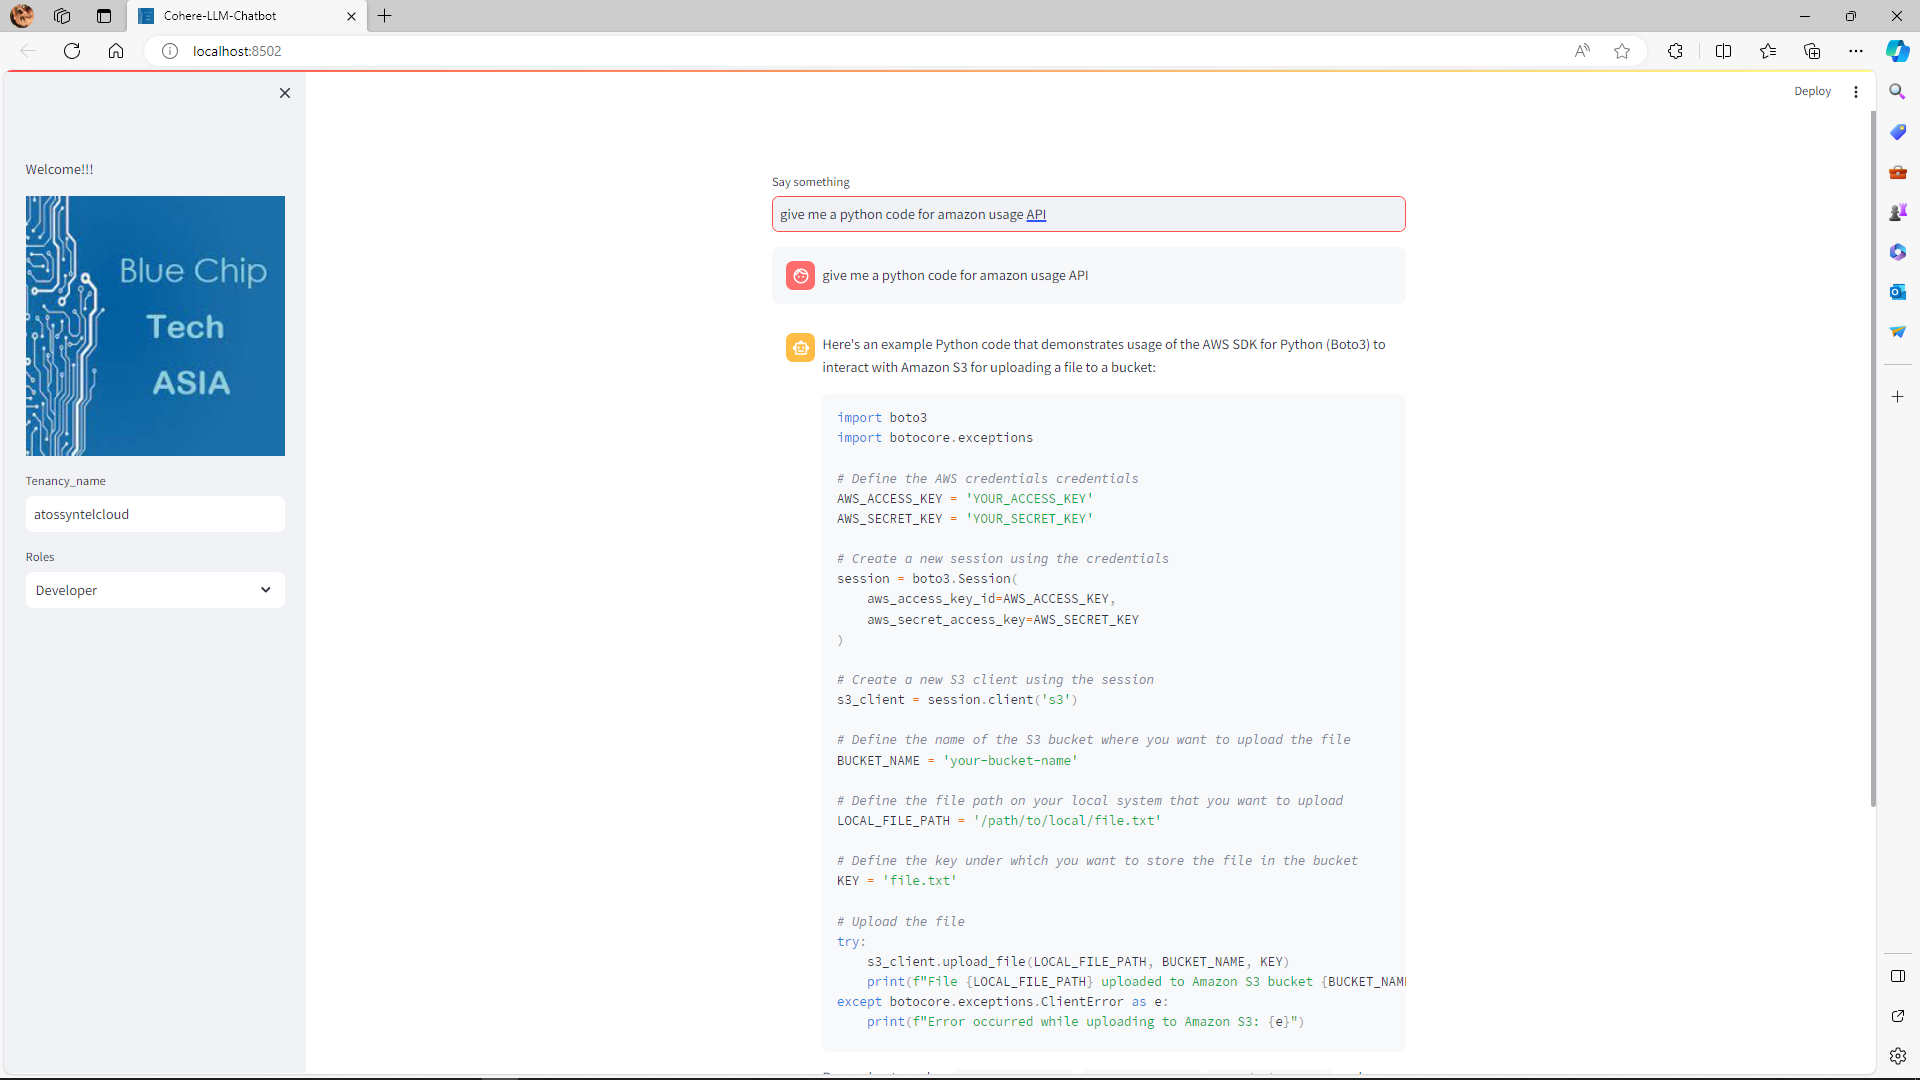 Cohere-LLM-Chatbot
localhost:8502
Deploy
Welcome!!!
Blue Chip
Tech
ASIA
Tenancy_name
atossyntelcloud
Roles
Developer
Say something
give me a python code for amazon usage API
give me a python code for amazon usage API
Here's an example Python code that demonstrates usage of the AWS SDK for Python (Boto3) to
interact with Amazon S3 for uploading a file to a bucket:
import boto3
import botocore.exceptions
# Define the AWS credentials credentials
AWS_ACCESS_KEY = 'YOUR_ACCESS_KEY'
AWS_SECRET_KEY = 'YOUR_SECRET_KEY'
# Create a new session using the credentials
session = boto3.Session(
    aws_access_key_id=AWS_ACCESS_KEY,
    aws_secret_access_key=AWS_SECRET_KEY
)
# Create a new S3 client using the session
s3_client = session.client('s3')
# Define the name of the S3 bucket where you want to upload the file
BUCKET_NAME = 'your-bucket-name'
# Define the file path on your local system that you want to upload
LOCAL_FILE_PATH = '/path/to/local/file.txt'
# Define the key under which you want to store the file in the bucket
KEY = 'file.txt'
# Upload the file
try:
    s3_client.upload_file(LOCAL_FILE_PATH, BUCKET_NAME, KEY)
    print(f"File {LOCAL_FILE_PATH} uploaded to Amazon S3 bucket {BUCKET_NAM
except botocore.exceptions.ClientError as e:
    print(f"Error occurred while uploading to Amazon S3: {e}")